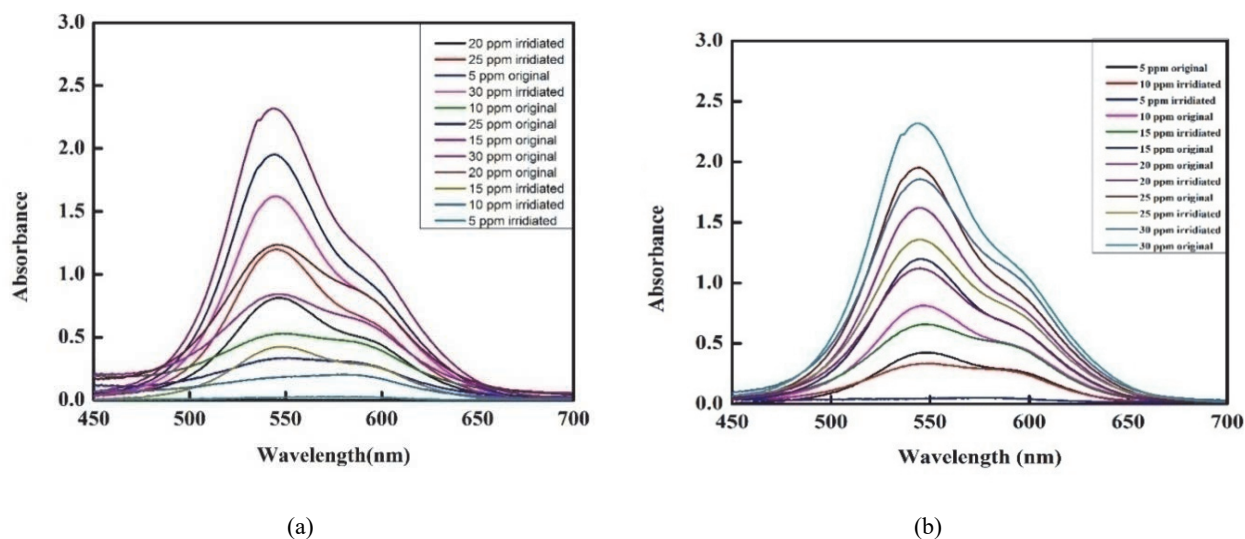 3.0
2.5
2.0
1.5
1.0
0.5
0.0
450 500 550 600 650 700
Absorbance
Wavelength(nm)
20 ppm irridiated
25 ppm irridiated
5 ppm original
30 ppm irridiated
10 ppm original
25 ppm original
15 ppm original
30 ppm original
20 ppm original
15 ppm irridiated
10 ppm irridiated
5 ppm irridiated
(a)
3.0
2.5
2.0
1.5
1.0
0.5
0.0
450 500 550 600 650 700
Absorbance
Wavelength (nm)
5 ppm original
10 ppm irridiated
5 ppm irridiated
10 ppm original
15 ppm irridiated
15 ppm original
20 ppm original
20 ppm irridiated
25 ppm original
25 ppm irridiated
30 ppm irridiated
30 ppm original
(b)